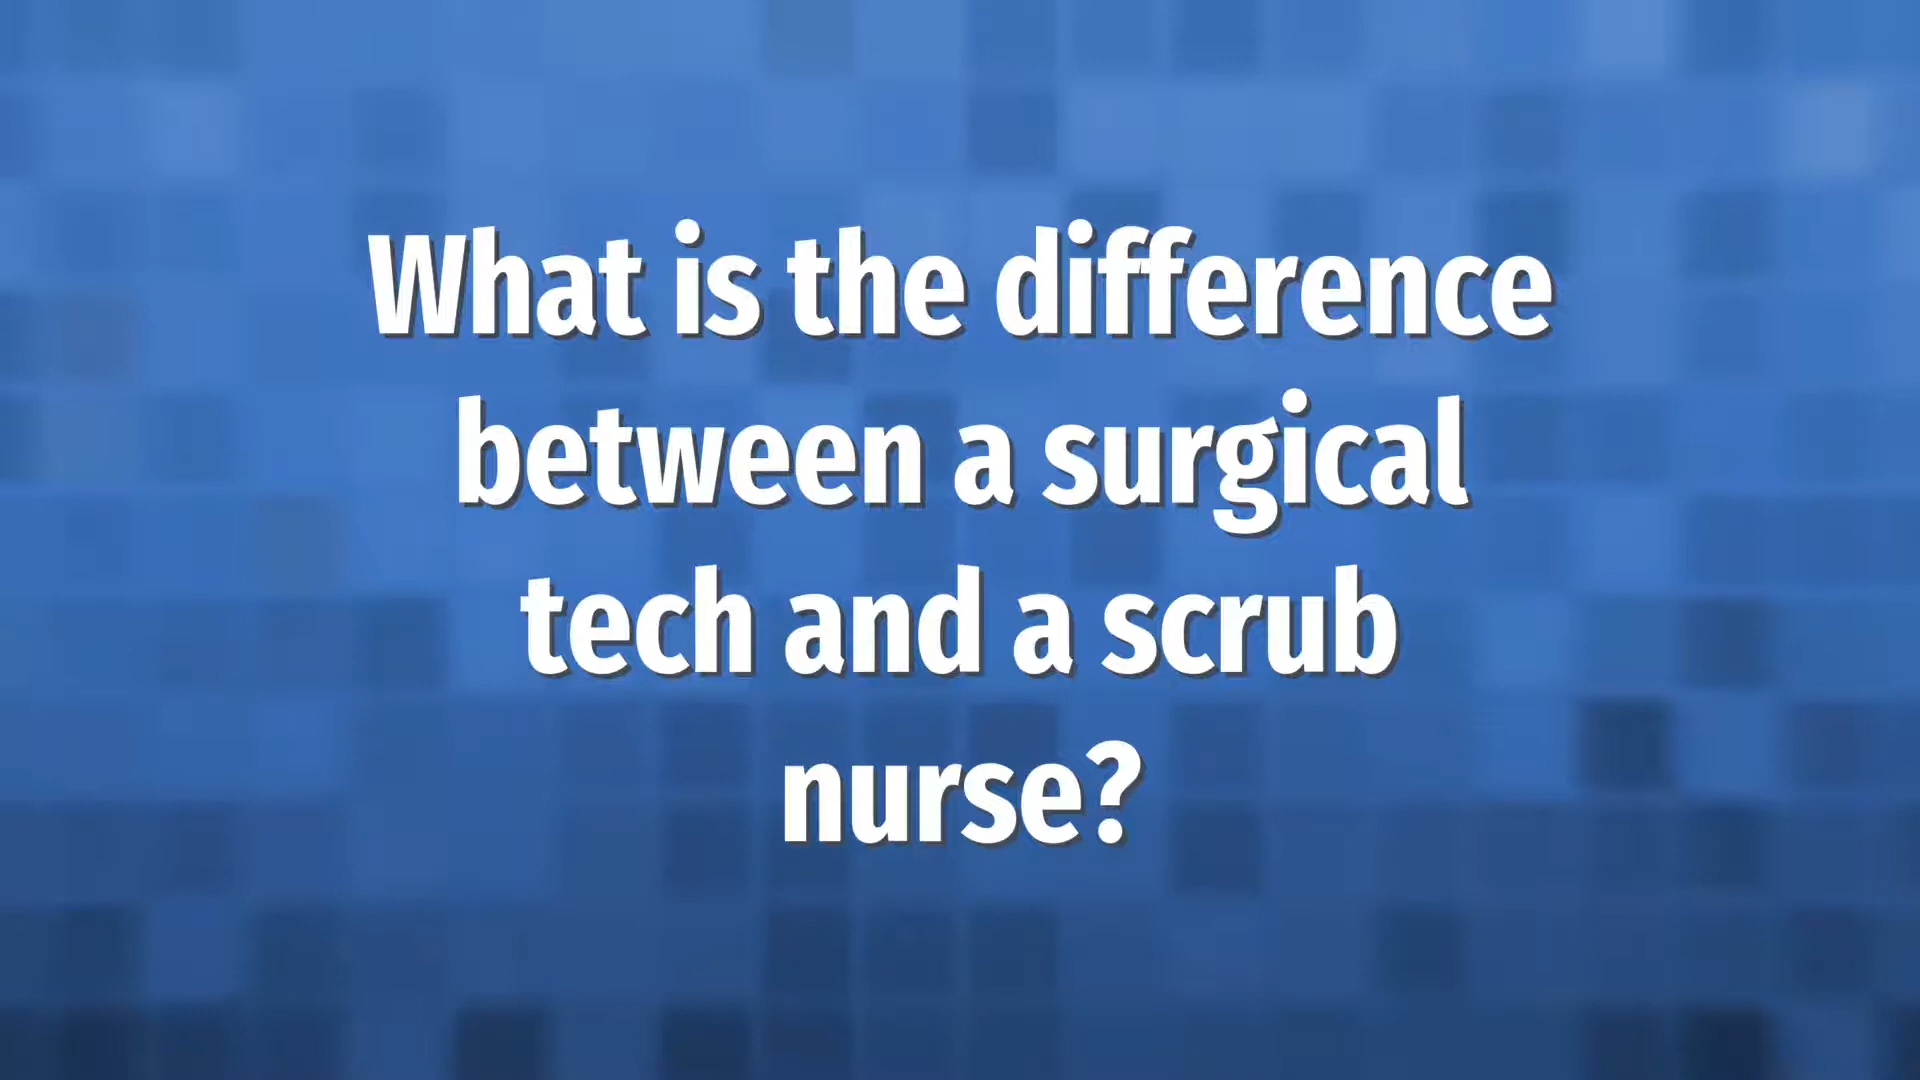 What is the difference
between a surgical
tech and a scrub
nurse?